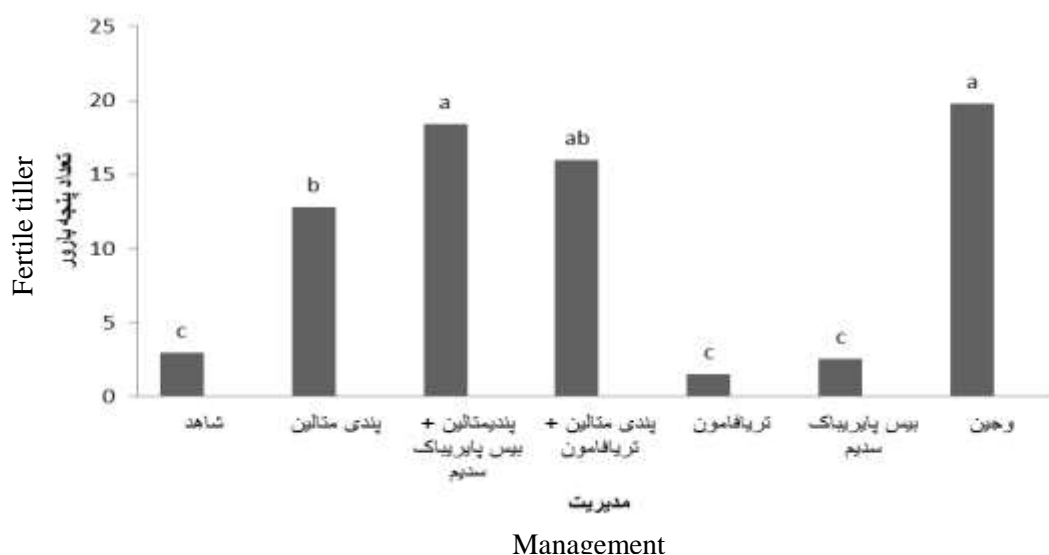 Fertile tiller
تعداد پنجه بارور
25
20
15
10
5
0
c
b
a
ab
c
c
a
شاهد
پندی متالین
پندیمتالین +
بیس پایریباک
سدیم
پندی متالین +
تریافامون
تریافامون
بیس پایریباک
سدیم
وجین
مدیریت
Management